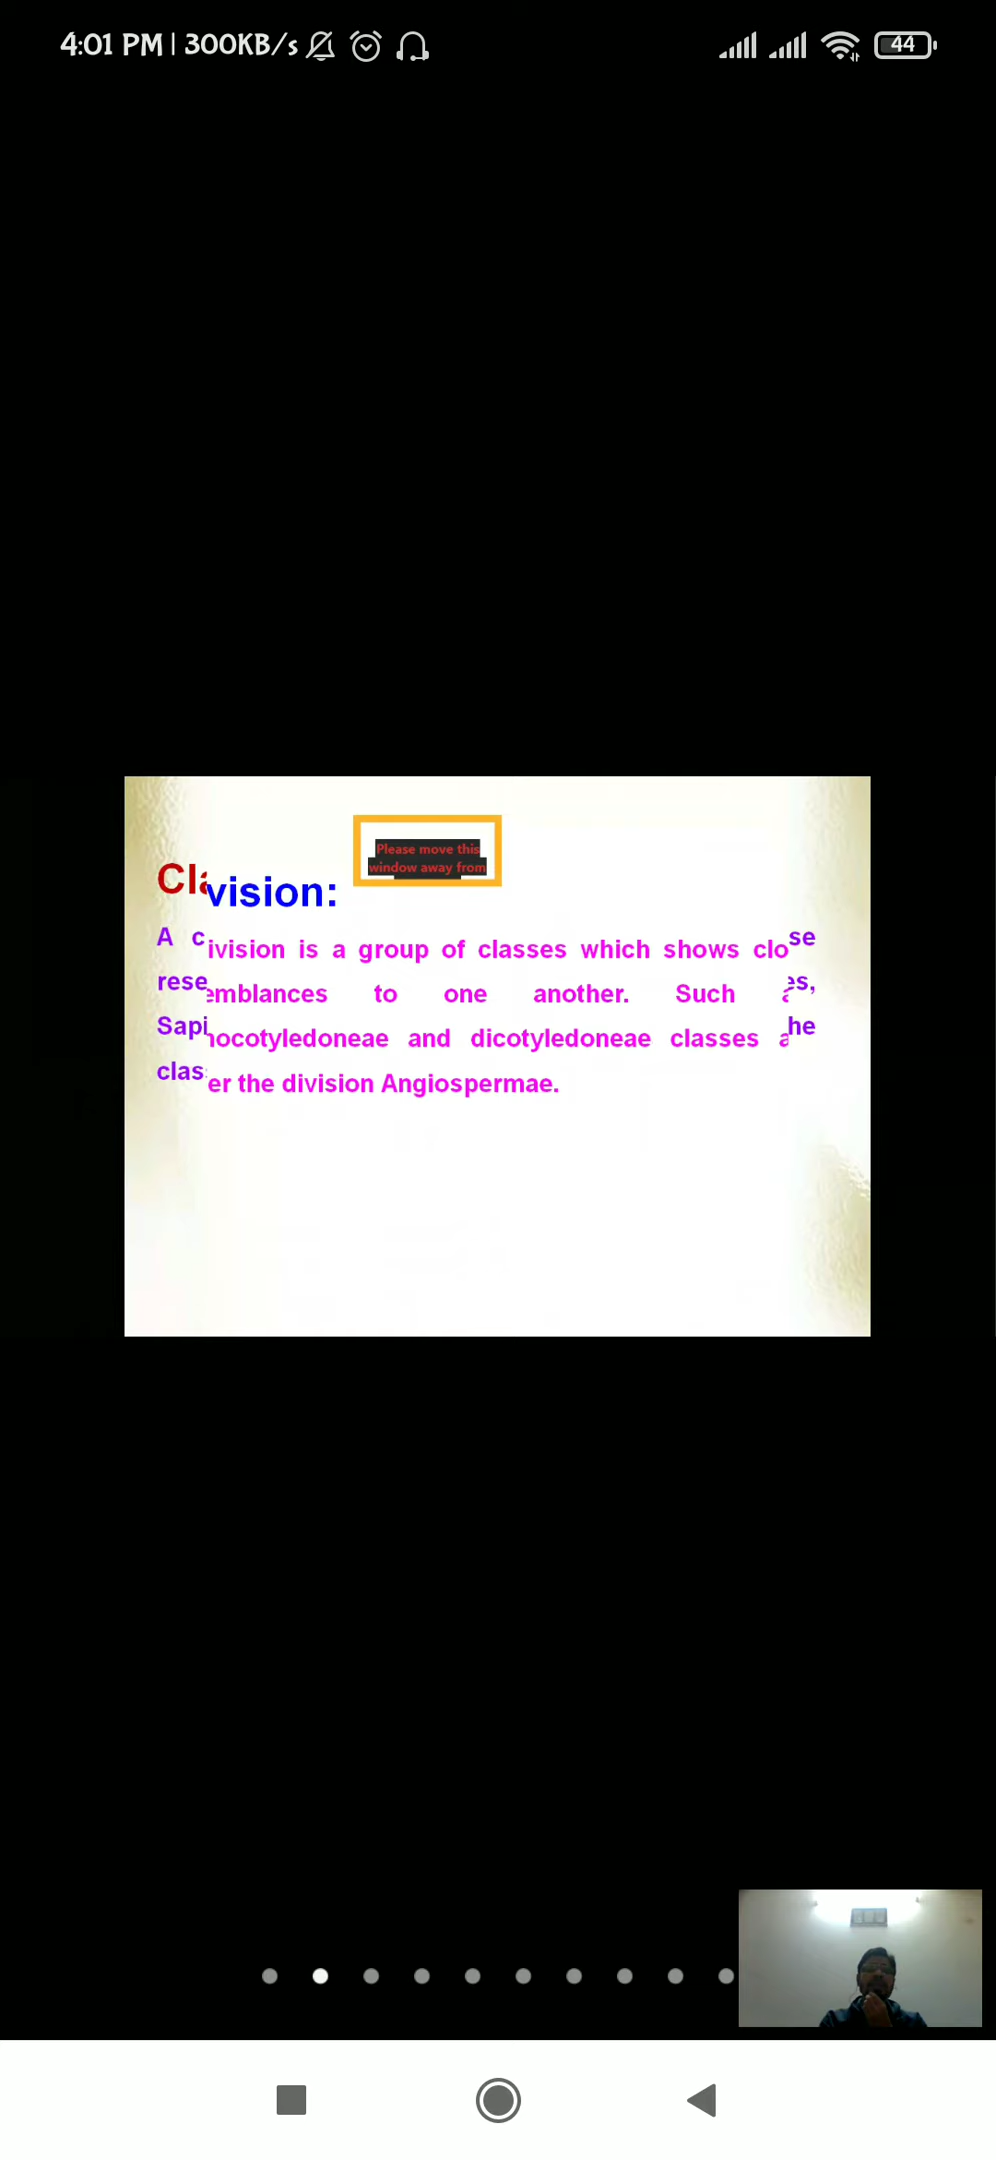 4:01 PM | 300KB/s
44
Please move this
window away from
Cl
vision:
A c ivision is a group of classes which shows clo se
rese emblances to one another. Such es,
Sapi nocotyledoneae and dicotyledoneae classes a he
clas er the division Angiospermae.